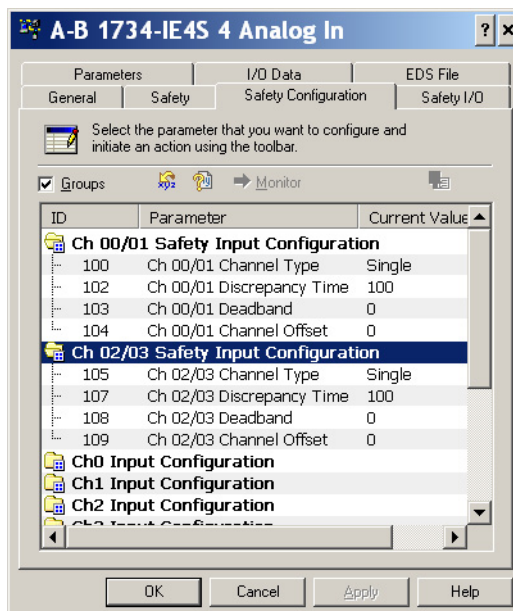 A-B 1734-IE4S 4 Analog In
Parameters I/O Data EDS File
General Safety Safety Configuration Safety I/O
Select the parameter that you want to configure and
initiate an action using the toolbar.
Groups xyz Monitor
ID Parameter Current Value
Ch 00/01 Safety Input Configuration
100 Ch 00/01 Channel Type Single
102 Ch 00/01 Discrepancy Time 100
103 Ch 00/01 Deadband 0
104 Ch 00/01 Channel Offset 0
Ch 02/03 Safety Input Configuration
105 Ch 02/03 Channel Type Single
107 Ch 02/03 Discrepancy Time 100
108 Ch 02/03 Deadband 0
109 Ch 02/03 Channel Offset 0
Ch0 Input Configuration
Ch1 Input Configuration
Ch2 Input Configuration
Ch3 Input Configuration
OK Cancel Apply Help